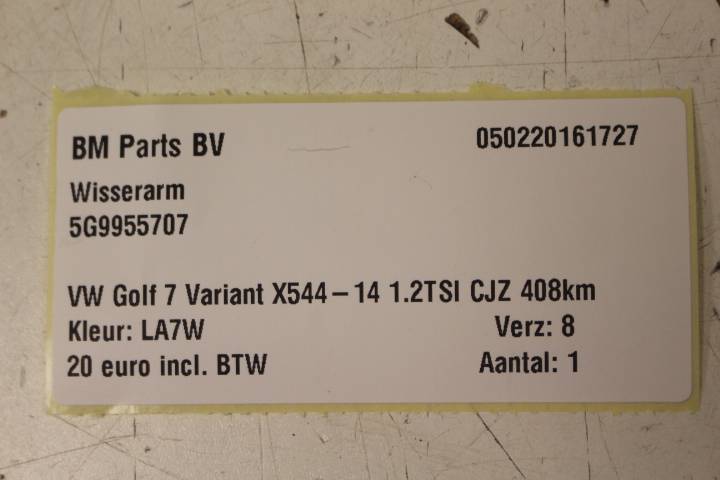 BM Parts BV 050220161727
Wisserarm
5G9955707
VW Golf 7 Variant X544-14 1.2TSI CJZ 408km
Kleur: LA7W Verz: 8
20 euro incl. BTW Aantal: 1